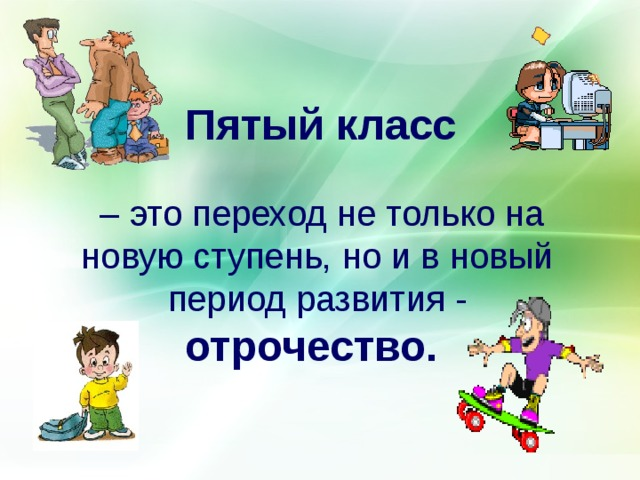 Пятый класс
– это переход не только на
новую ступень, но и в новый
период развития -
отрочество.